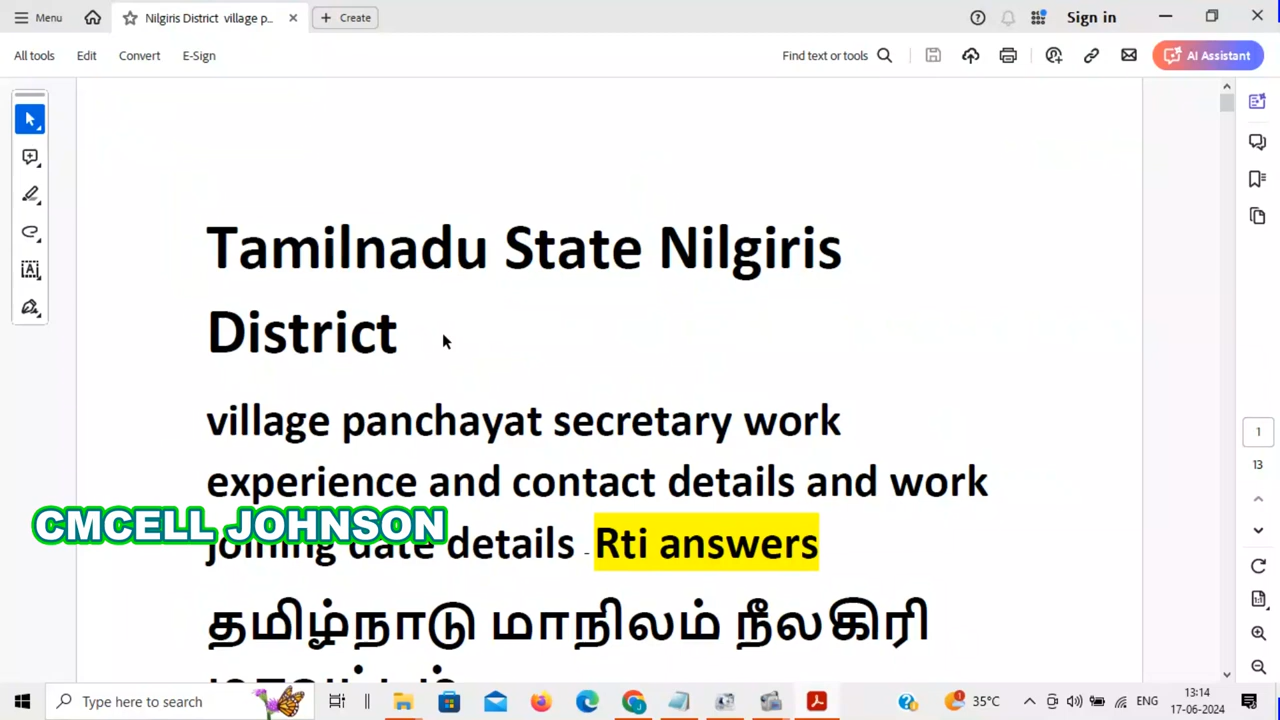 Menu
Nilgiris District village p...
Create
Sign in
All tools
Edit
Convert
E-Sign
Find text or tools
AI Assistant
Tamilnadu State Nilgiris
District
village panchayat secretary work
experience and contact details and work
CMCELL JOHNSON
joining date details - Rti answers
தமிழ்நாடு மாநிலம் நீலகிரி
1
13
Type here to search
35°C
ENG
13:14
17-06-2024